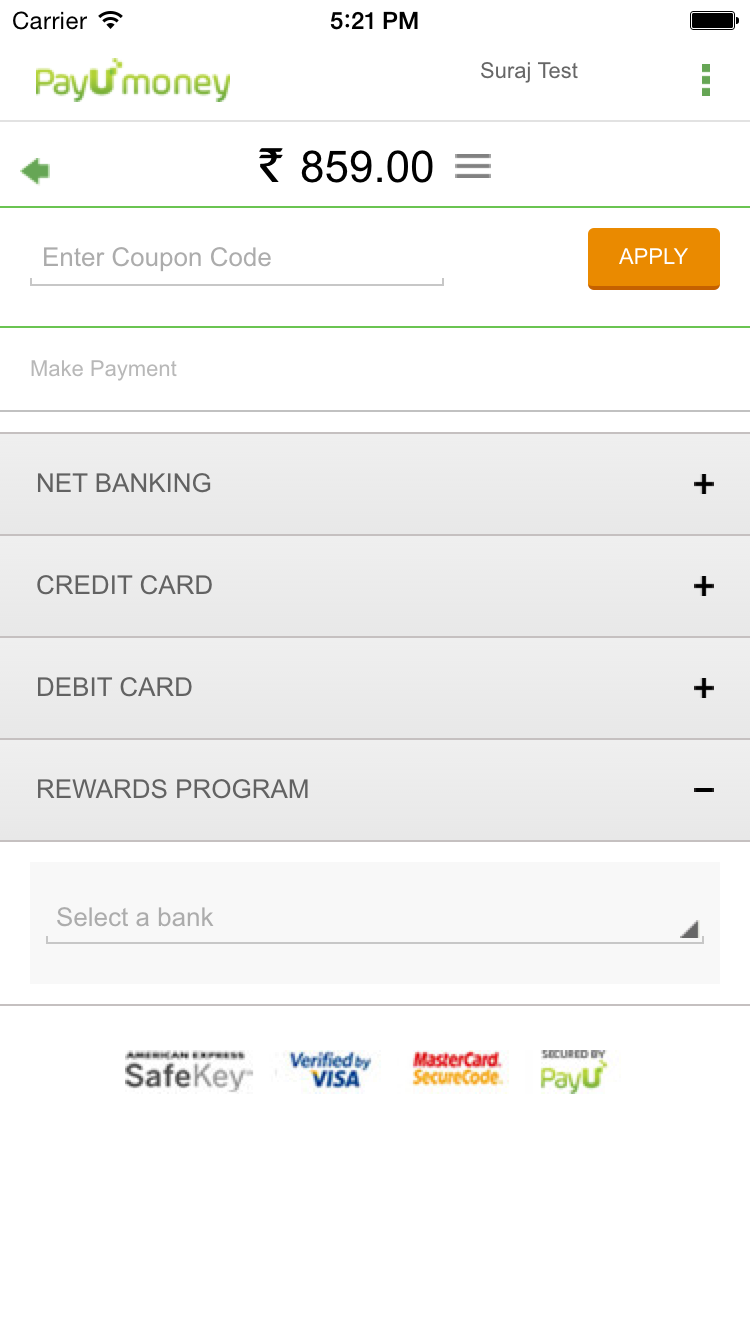 Carrier 5:21 PM
PayUmoney Suraj Test
₹ 859.00
Enter Coupon Code APPLY
Make Payment
NET BANKING +
CREDIT CARD +
DEBIT CARD +
REWARDS PROGRAM −
Select a bank
AMERICAN EXPRESS
SafeKey™
Verified by
VISA
MasterCard.
SecureCode.
SECURED BY
PayU